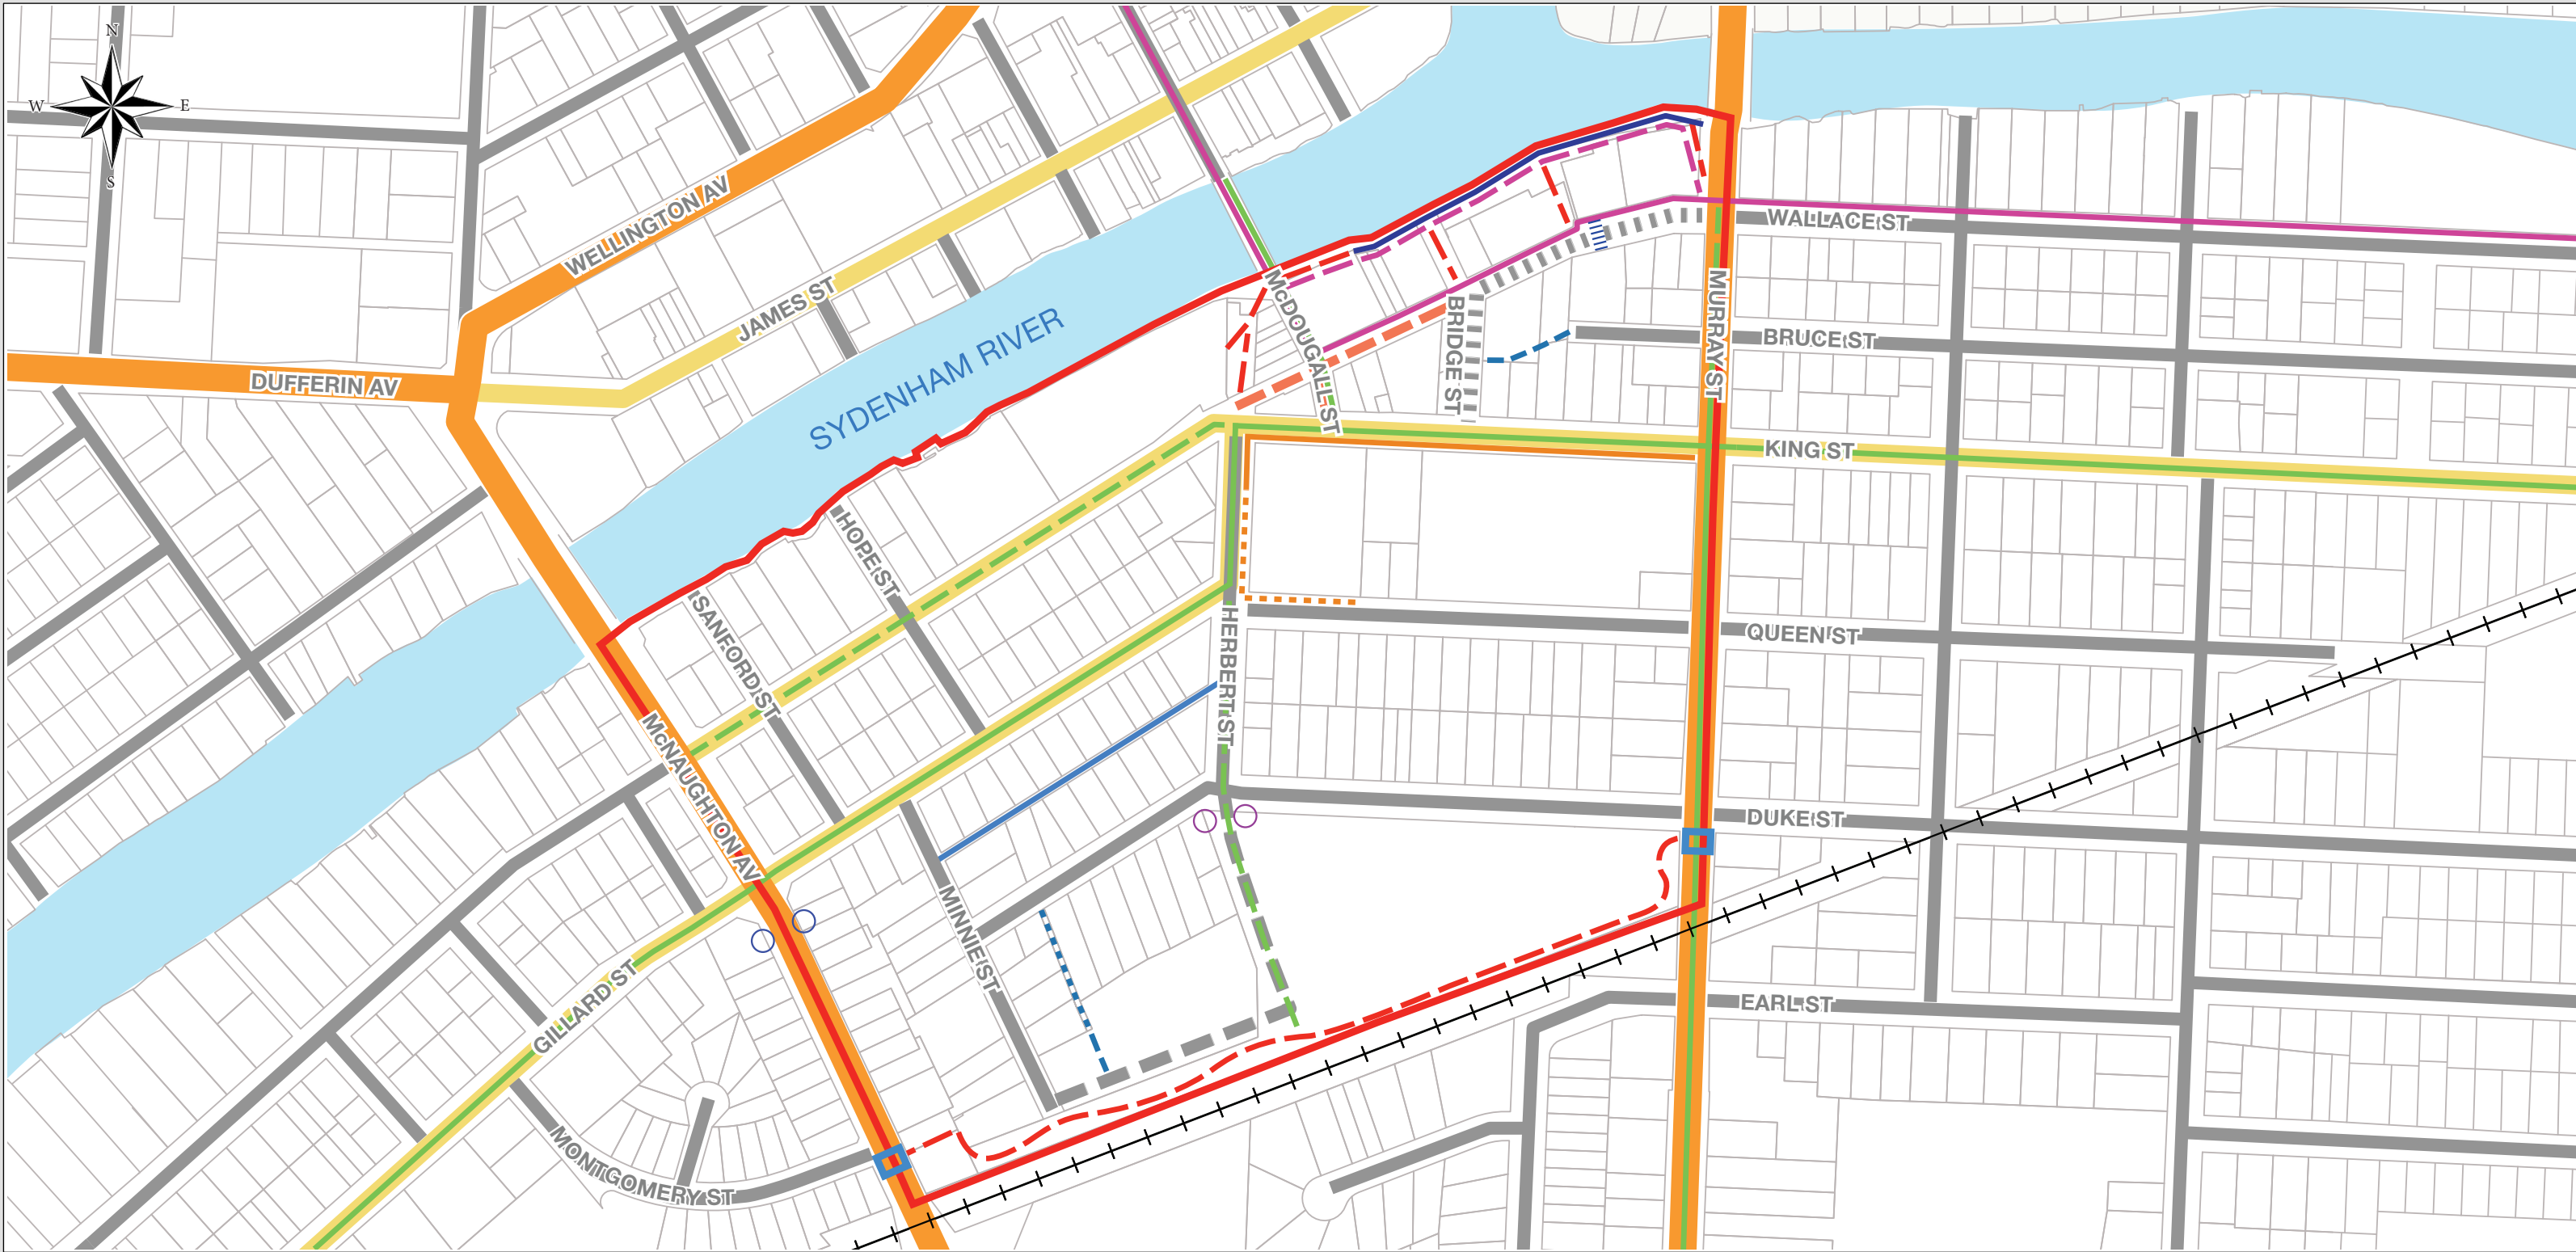 N
W
E
S
WELLINGTON AV
JAMES ST
DUFFERIN AV
SYDENHAM RIVER
McDOUGALL ST
WALLACE ST
BRIDGE ST
MURRAY ST
BRUCE ST
KING ST
HOPE ST
SANFORD ST
HERBERT ST
QUEEN ST
McNAUGHTON AV
DUKE ST
MINNIE ST
GILLARD ST
EARL ST
MONTGOMERY ST